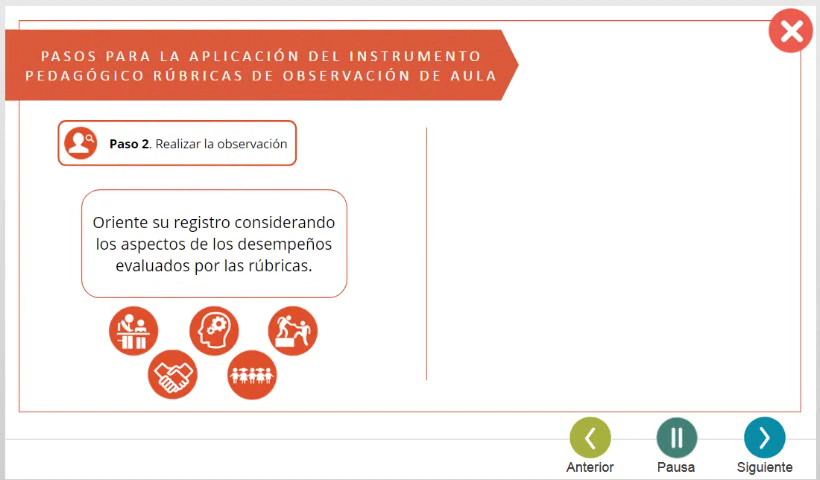 PASOS PARA LA APLICACIÓN DEL INSTRUMENTO
PEDAGÓGICO RÚBRICAS DE OBSERVACIÓN DE AULA
Paso 2. Realizar la observación
Oriente su registro considerando
los aspectos de los desempeños
evaluados por las rúbricas.
Anterior
Pausa
Siguiente